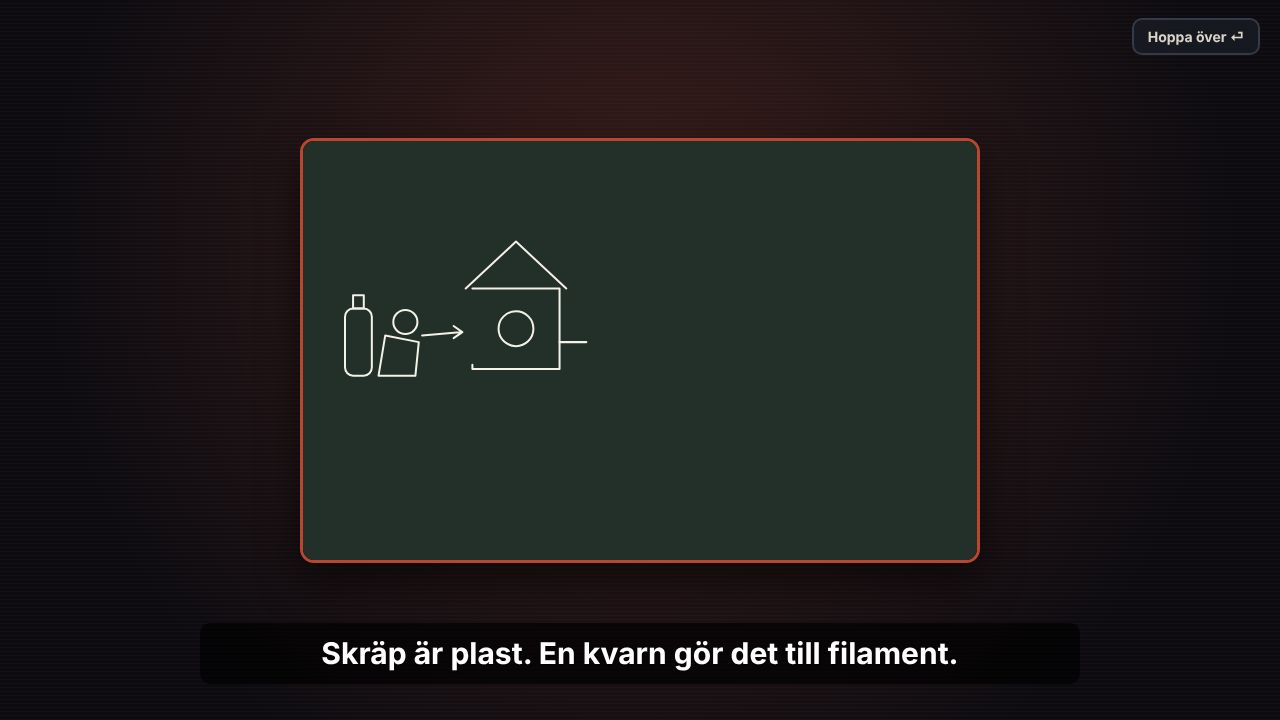 Hoppa över ⏎
Skräp är plast. En kvarn gör det till filament.